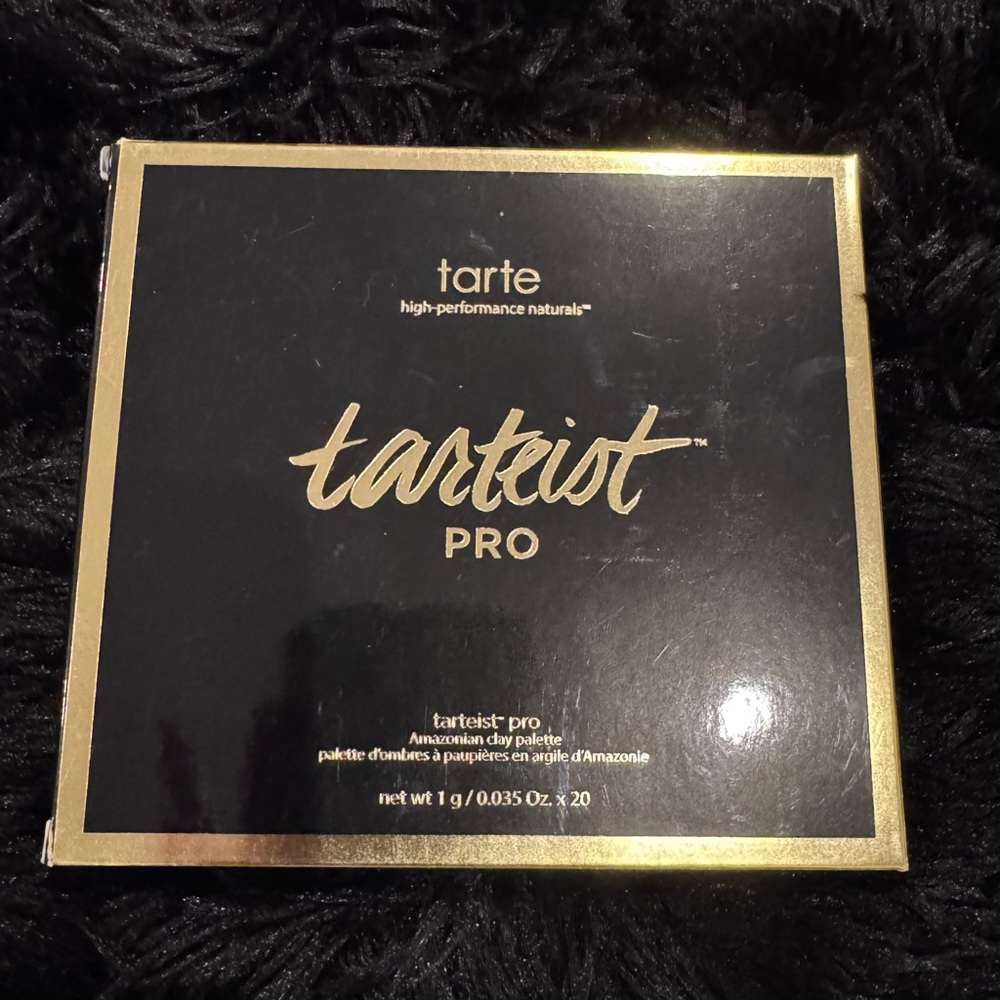 tarte
high-performance naturals™
tarteist™
PRO
tarteist™ pro
Amazonian clay palette
palette d'ombres à paupières en argile d'Amazonie
net wt 1 g / 0.035 Oz. x 20